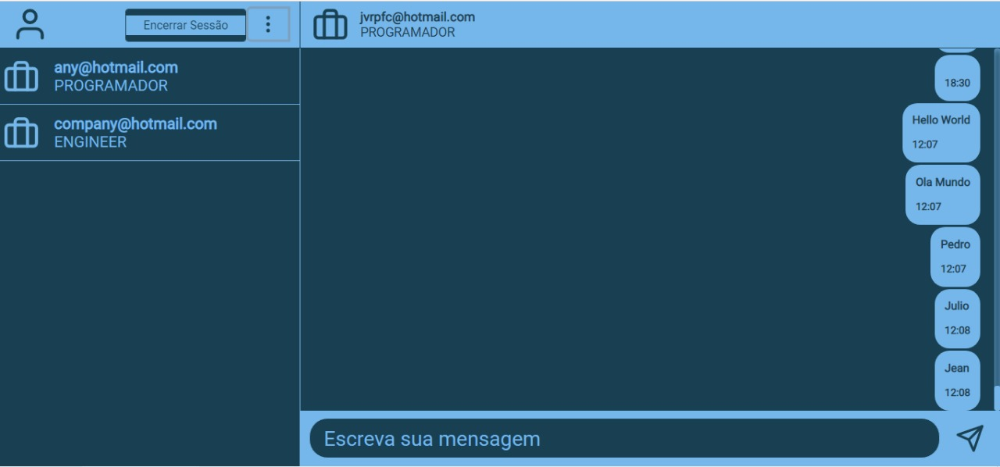 Encerrar Sessão
any@hotmail.com
PROGRAMADOR
company@hotmail.com
ENGINEER
jvrpfc@hotmail.com
PROGRAMADOR
18:30
Hello World
12:07
Ola Mundo
12:07
Pedro
12:07
Julio
12:08
Jean
12:08
Escreva sua mensagem